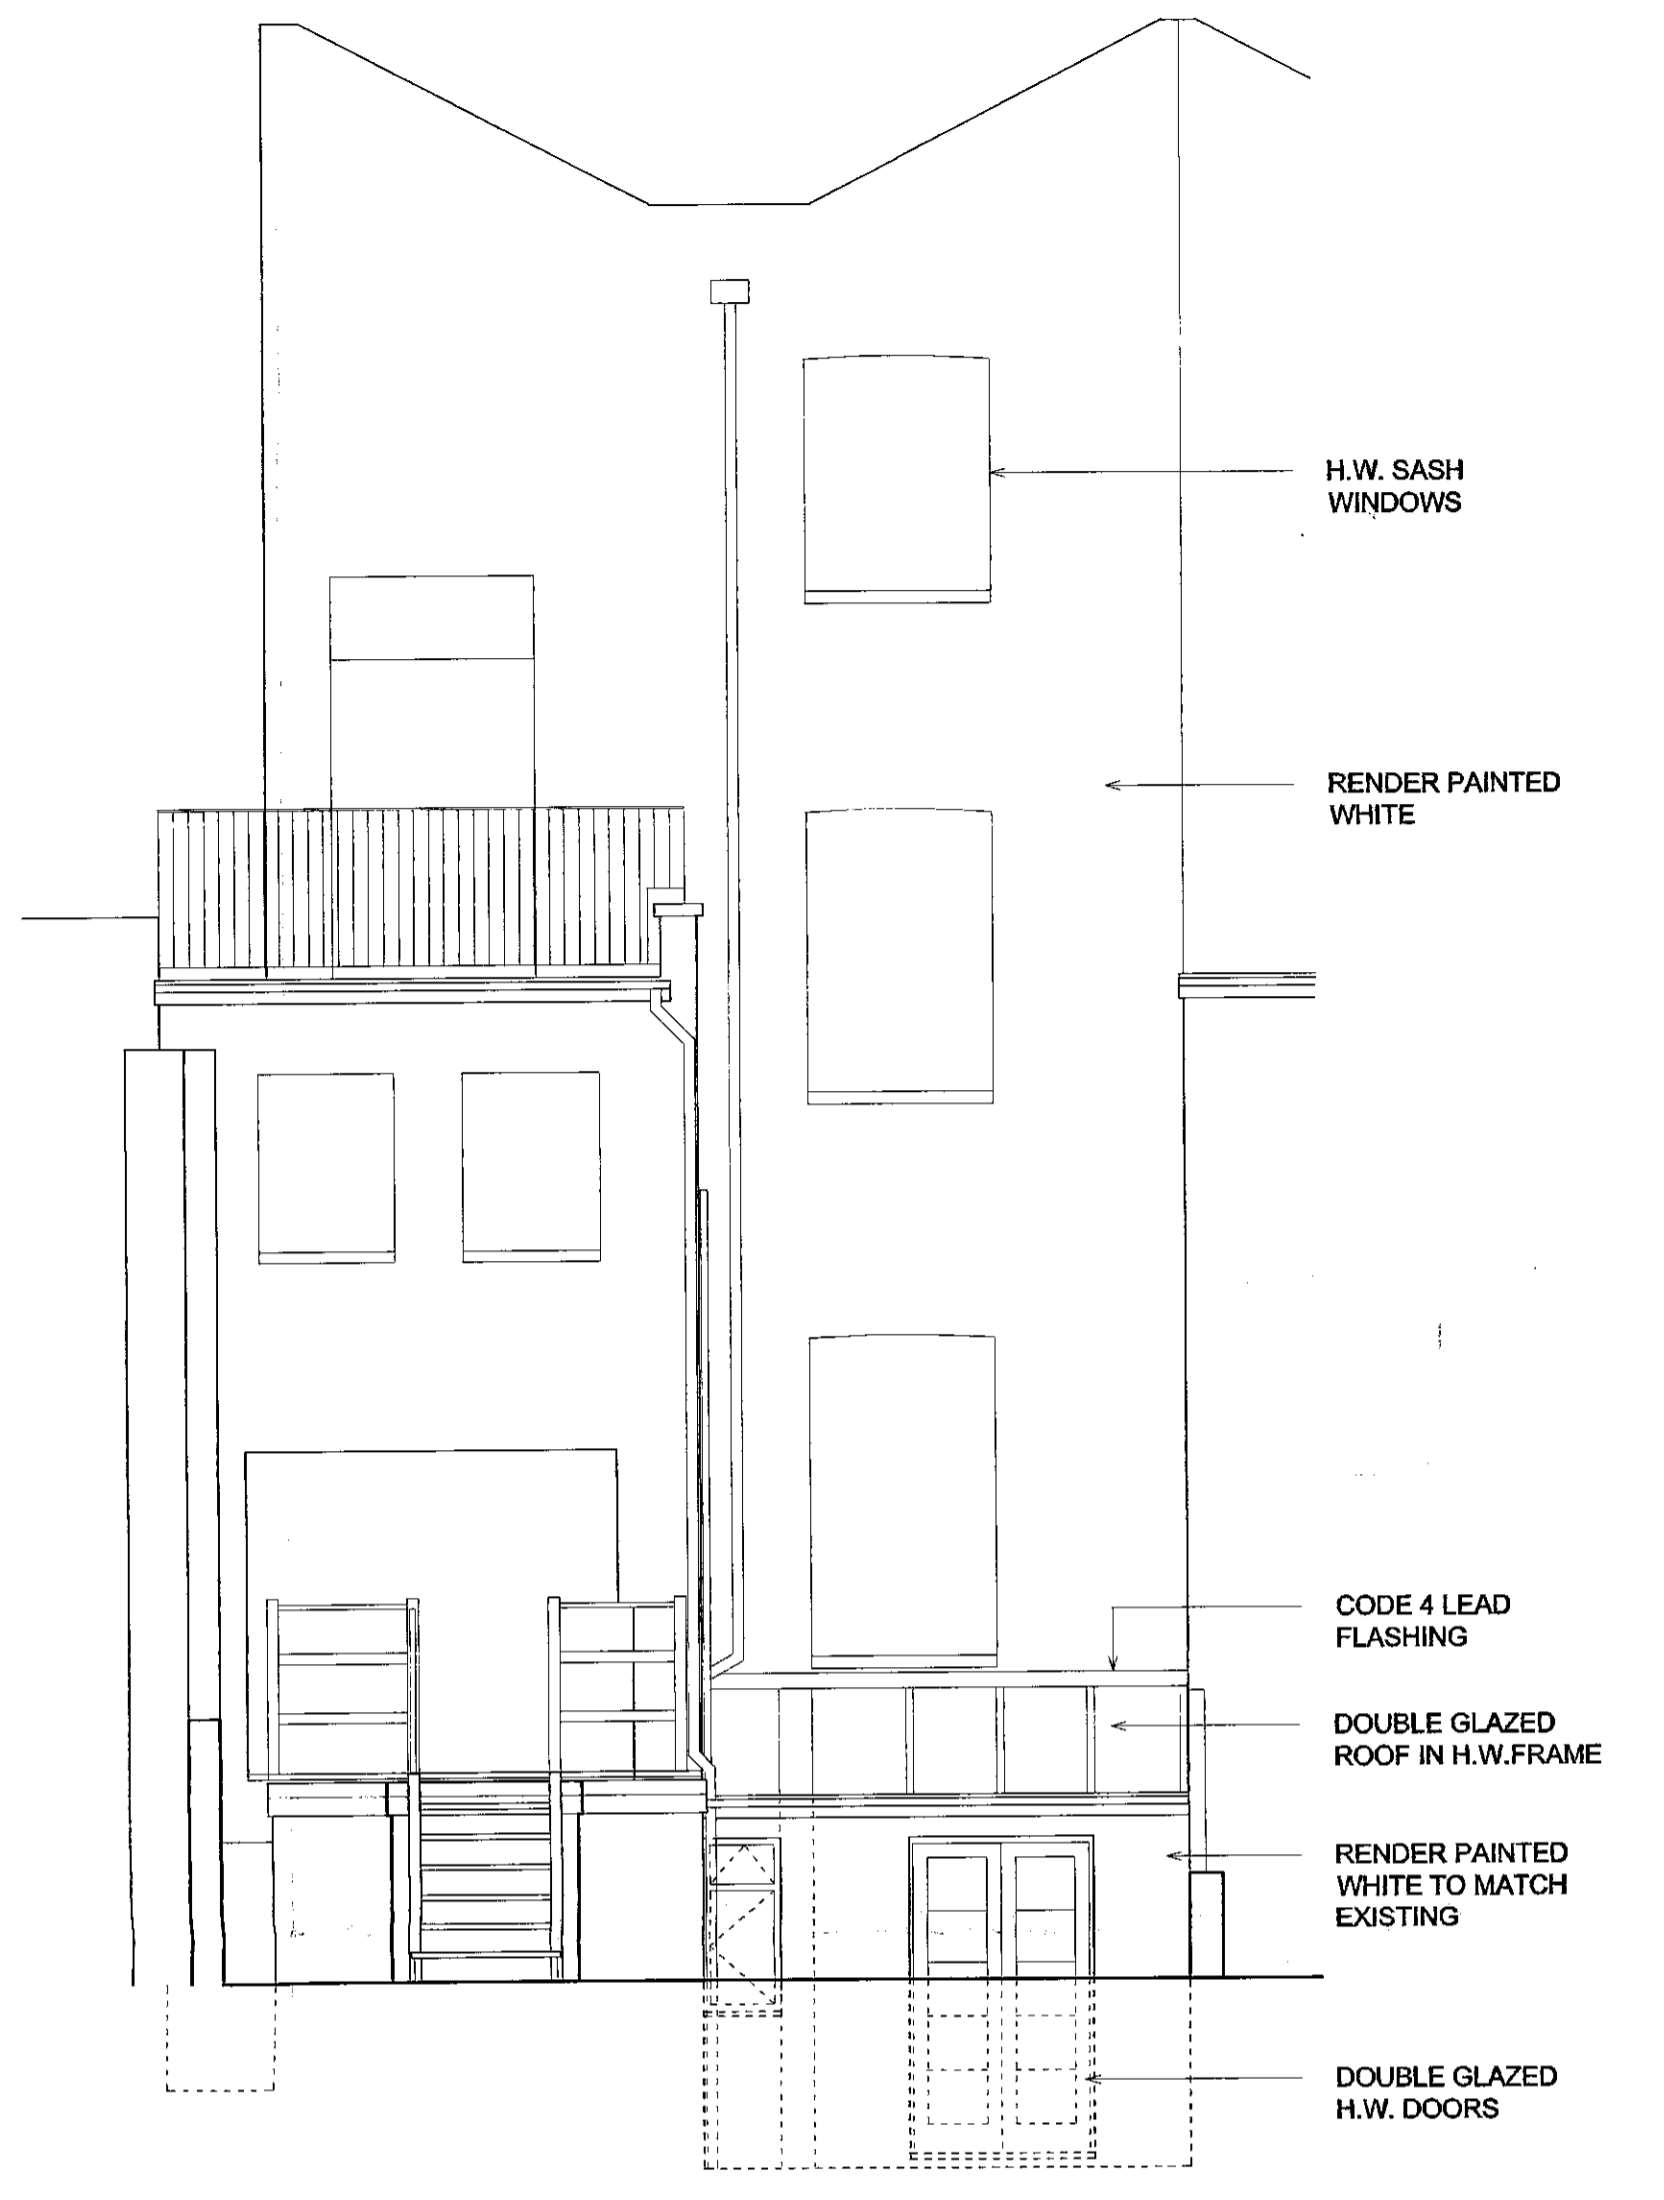 H.W. SASH
WINDOWS
RENDER PAINTED
WHITE
CODE 4 LEAD
FLASHING
DOUBLE GLAZED
ROOF IN H.W.FRAME
RENDER PAINTED
WHITE TO MATCH
EXISTING
DOUBLE GLAZED
H.W. DOORS